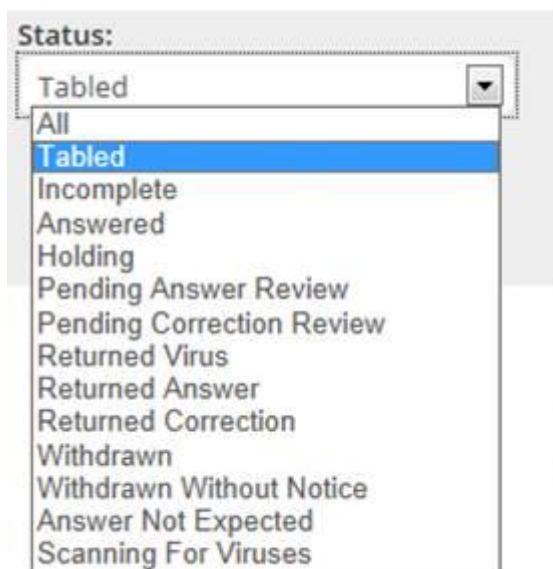 Status:
Tabled
All
Tabled
Incomplete
Answered
Holding
Pending Answer Review
Pending Correction Review
Returned Virus
Returned Answer
Returned Correction
Withdrawn
Withdrawn Without Notice
Answer Not Expected
Scanning For Viruses